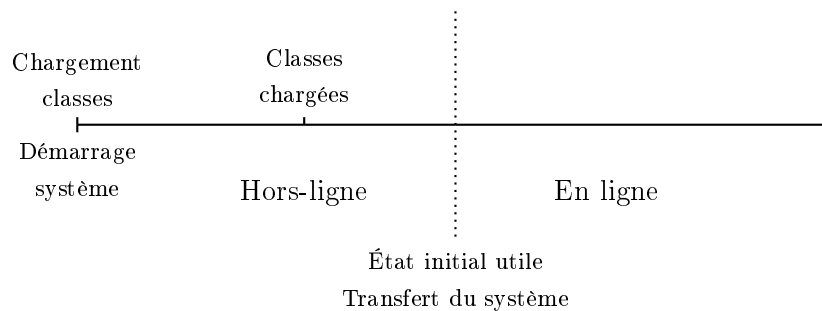 Chargement
classes
Classes
chargées
Démarrage
système
Hors-ligne
En ligne
État initial utile
Transfert du système